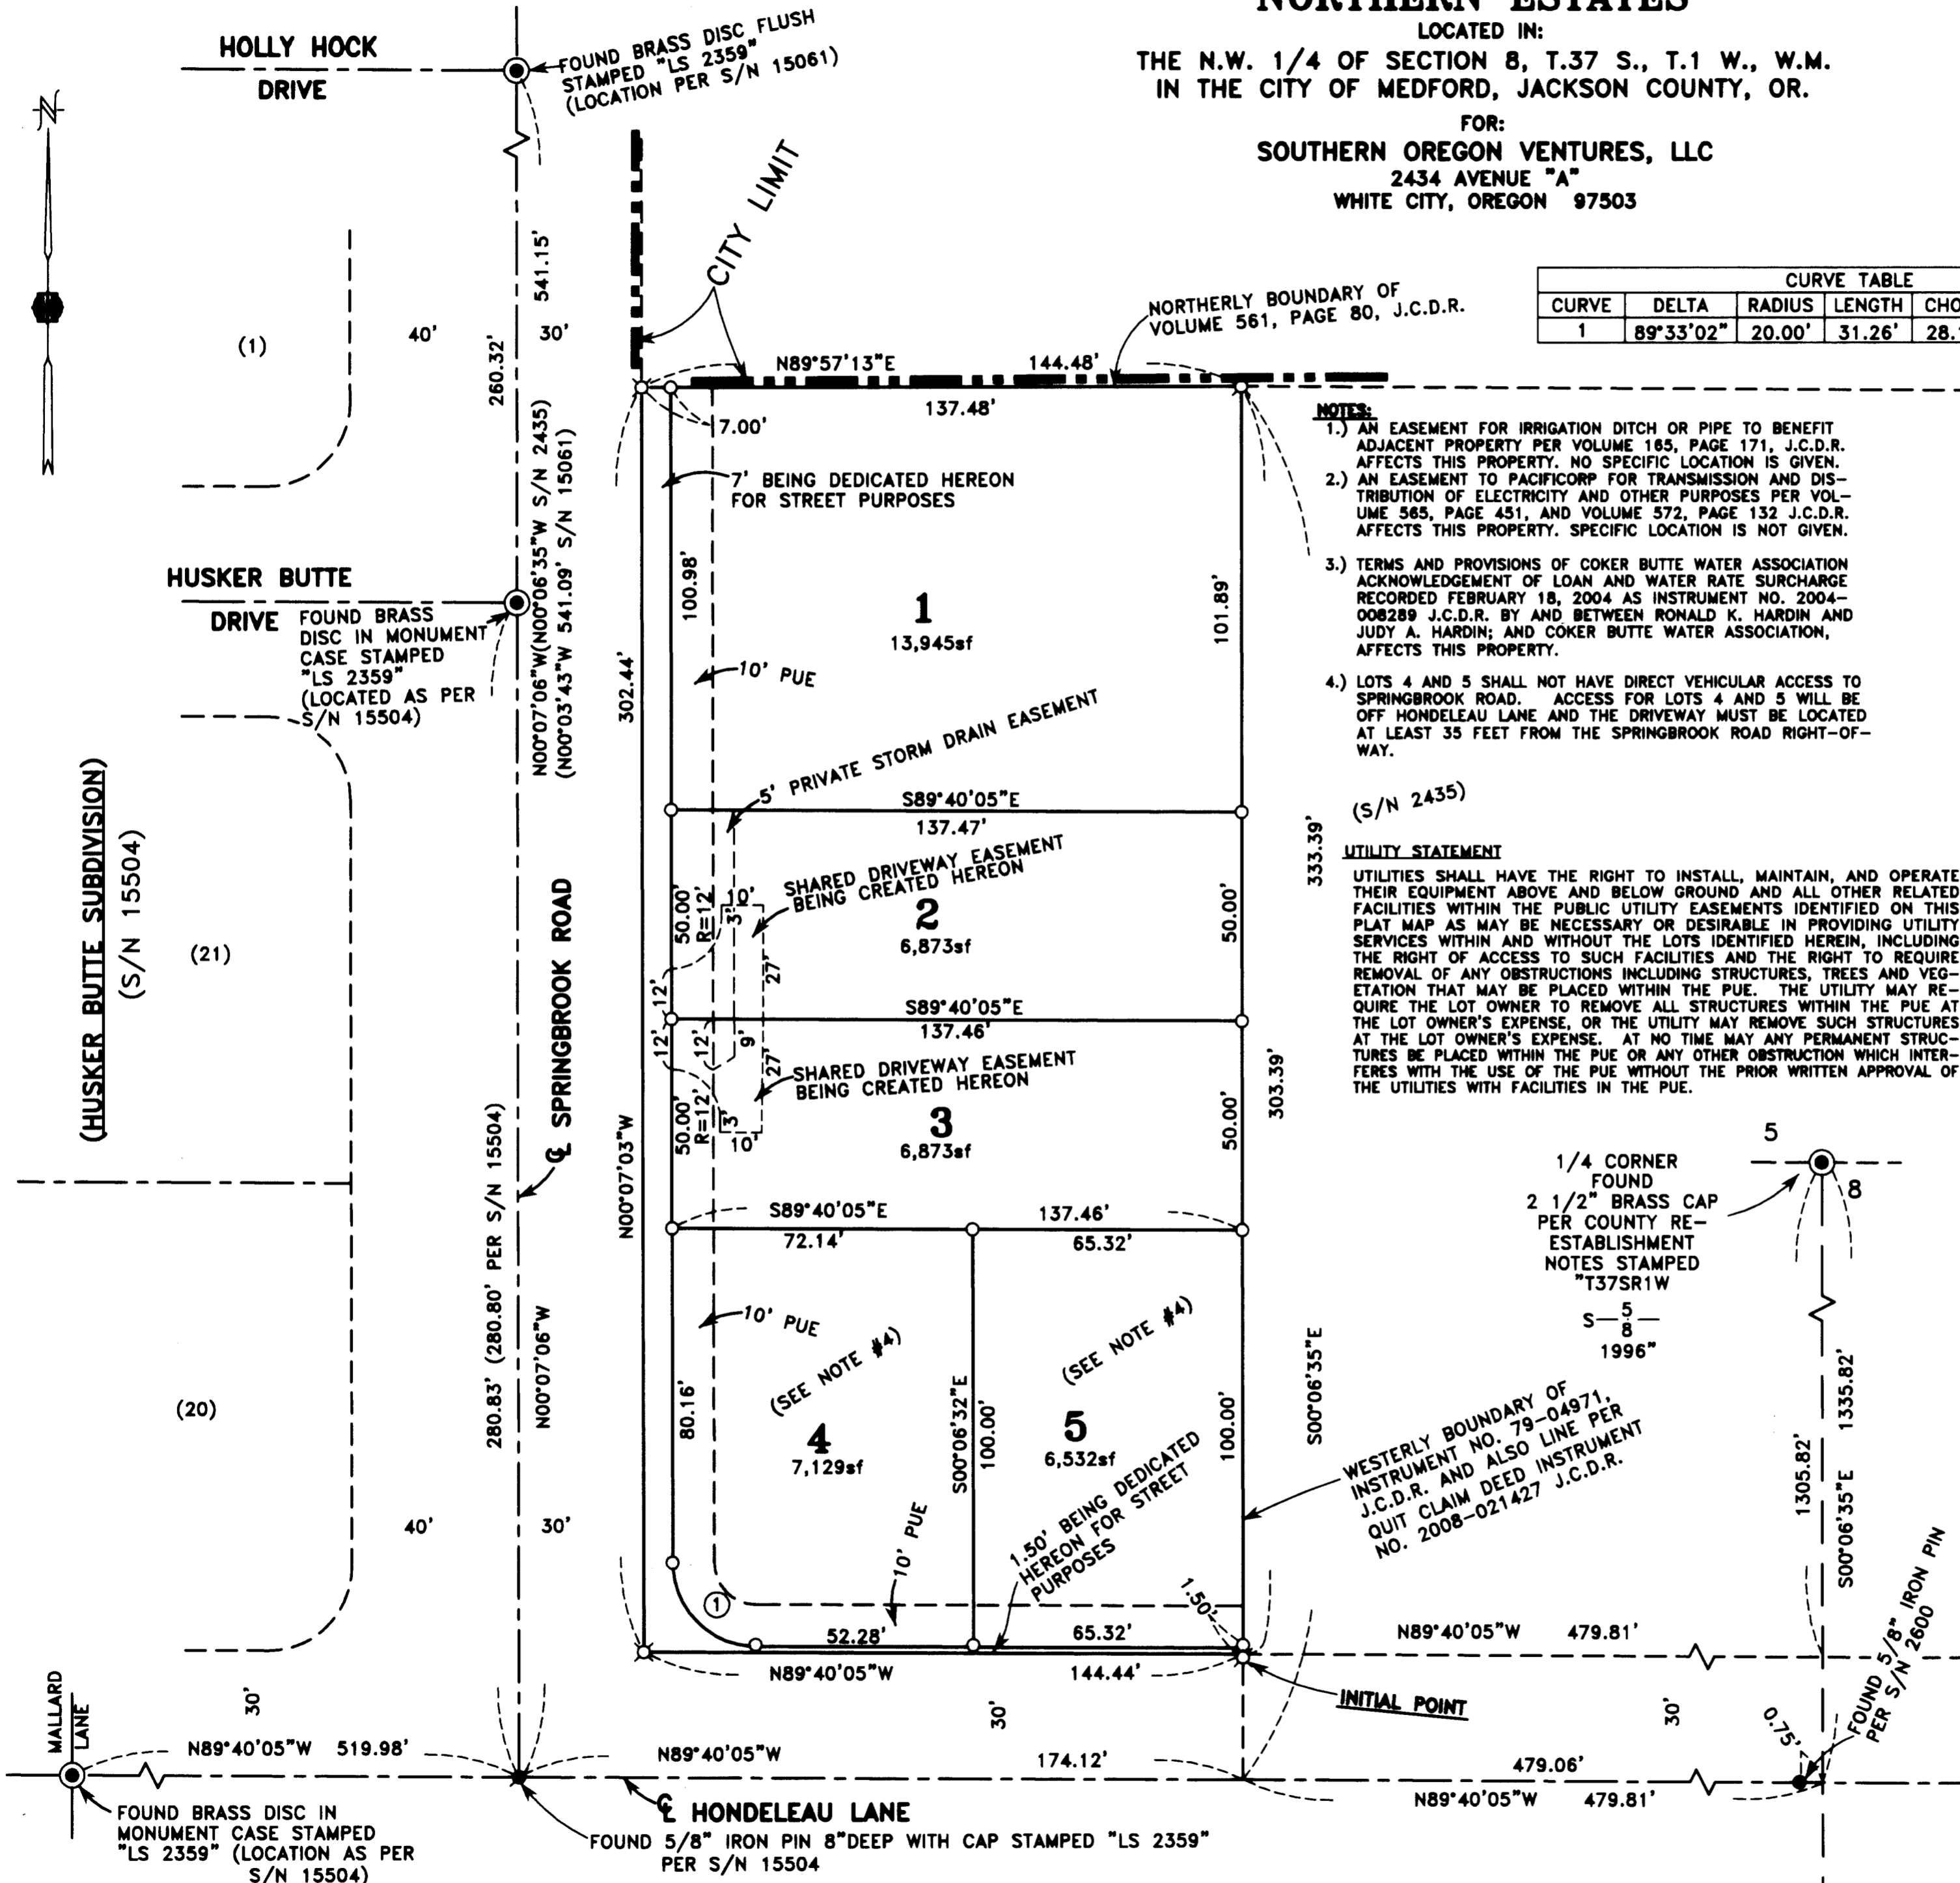 NORTHERN ESTATES
LOCATED IN:
THE N.W. 1/4 OF SECTION 8, T.37 S., T.1 W., W.M.
IN THE CITY OF MEDFORD, JACKSON COUNTY, OR.
FOR:
SOUTHERN OREGON VENTURES, LLC
2434 AVENUE "A"
WHITE CITY, OREGON 97503
HOLLY HOCK
DRIVE
FOUND BRASS DISC FLUSH
STAMPED "LS 2359"
(LOCATION PER S/N 15061)
N
CITY LIMIT
NORTHERLY BOUNDARY OF
VOLUME 561, PAGE 80, J.C.D.R.
CURVE TABLE
CURVE DELTA RADIUS LENGTH
1 89°33'02" 20.00' 31.26'
(1)
40'
30'
541.15'
260.32'
N00°07'06"W(N00°06'35"W S/N 2435)
(N00°03'43"W 541.09' S/N 15061)
N89°57'13"E 144.48'
137.48'
7.00'
7' BEING DEDICATED HEREON
FOR STREET PURPOSES
NOTES:
1.) AN EASEMENT FOR IRRIGATION DITCH OR PIPE TO BENEFIT
ADJACENT PROPERTY PER VOLUME 165, PAGE 171, J.C.D.R.
AFFECTS THIS PROPERTY. NO SPECIFIC LOCATION IS GIVEN.
2.) AN EASEMENT TO PACIFICORP FOR TRANSMISSION AND DIS-
TRIBUTION OF ELECTRICITY AND OTHER PURPOSES PER VOL-
UME 565, PAGE 451, AND VOLUME 572, PAGE 132 J.C.D.R.
AFFECTS THIS PROPERTY. SPECIFIC LOCATION IS NOT GIVEN.
3.) TERMS AND PROVISIONS OF COKER BUTTE WATER ASSOCIATION
ACKNOWLEDGEMENT OF LOAN AND WATER RATE SURCHARGE
RECORDED FEBRUARY 18, 2004 AS INSTRUMENT NO. 2004-
008289 J.C.D.R. BY AND BETWEEN RONALD K. HARDIN AND
JUDY A. HARDIN; AND COKER BUTTE WATER ASSOCIATION,
AFFECTS THIS PROPERTY.
4.) LOTS 4 AND 5 SHALL NOT HAVE DIRECT VEHICULAR ACCESS TO
SPRINGBROOK ROAD. ACCESS FOR LOTS 4 AND 5 WILL BE
OFF HONDELEAU LANE AND THE DRIVEWAY MUST BE LOCATED
AT LEAST 35 FEET FROM THE SPRINGBROOK ROAD RIGHT-OF-
WAY.
HUSKER BUTTE
DRIVE
FOUND BRASS
DISC IN MONUMENT
CASE STAMPED
"LS 2359"
(LOCATED AS PER
S/N 15504)
100.98'
1
13,945sf
101.89'
302.44'
10' PUE
5' PRIVATE STORM DRAIN EASEMENT
S89°40'05"E
137.47'
(S/N 2435)
333.39'
UTILITY STATEMENT
UTILITIES SHALL HAVE THE RIGHT TO INSTALL, MAINTAIN, AND OPERATE
THEIR EQUIPMENT ABOVE AND BELOW GROUND AND ALL OTHER RELATED
FACILITIES WITHIN THE PUBLIC UTILITY EASEMENTS IDENTIFIED ON THIS
PLAT MAP AS MAY BE NECESSARY OR DESIRABLE IN PROVIDING UTILITY
SERVICES WITHIN AND WITHOUT THE LOTS IDENTIFIED HEREIN, INCLUDING
THE RIGHT OF ACCESS TO SUCH FACILITIES AND THE RIGHT TO REQUIRE
REMOVAL OF ANY OBSTRUCTIONS INCLUDING STRUCTURES, TREES AND VEG-
ETATION THAT MAY BE PLACED WITHIN THE PUE. THE UTILITY MAY RE-
QUIRE THE LOT OWNER TO REMOVE ALL STRUCTURES WITHIN THE PUE AT
THE LOT OWNER'S EXPENSE, OR THE UTILITY MAY REMOVE SUCH STRUCTURES
AT THE LOT OWNER'S EXPENSE. AT NO TIME MAY ANY PERMANENT STRUC-
TURES BE PLACED WITHIN THE PUE OR ANY OTHER OBSTRUCTION WHICH INTER-
FERES WITH THE USE OF THE PUE WITHOUT THE PRIOR WRITTEN APPROVAL OF
THE UTILITIES WITH FACILITIES IN THE PUE.
(HUSKER BUTTE SUBDIVISION)
(S/N 15504)
(21)
℄ SPRINGBROOK ROAD
SHARED DRIVEWAY EASEMENT
BEING CREATED HEREON
50.00'
R=12'
10'
3'
2
6,873sf
50.00'
27'
12'
S89°40'05"E
137.46'
12'
12'
9'
27'
SHARED DRIVEWAY EASEMENT
BEING CREATED HEREON
50.00'
R=12'
3'
10'
3
6,873sf
50.00'
303.39'
N00°07'03"W
S89°40'05"E 137.46'
72.14' 65.32'
5
8
1/4 CORNER
FOUND
2 1/2" BRASS CAP
PER COUNTY RE-
ESTABLISHMENT
NOTES STAMPED
"T37SR1W
5
S—
8
1996"
(20)
280.83' (280.80' PER S/N 15504)
N00°07'06"W
10' PUE
(SEE NOTE #4)
80.16'
4
7,129sf
S00°06'32"E
100.00'
(SEE NOTE #4)
5
6,532sf
100.00'
S00°06'35"E
WESTERLY BOUNDARY OF
INSTRUMENT NO. 79-04971,
J.C.D.R. AND ALSO LINE PER
QUIT CLAIM DEED INSTRUMENT
NO. 2008-021427 J.C.D.R.
1305.82'
S00°06'35"E 1335.82'
40'
30'
10' PUE
1.50' BEING DEDICATED
HEREON FOR STREET
PURPOSES
1.50'
1
52.28'
65.32'
N89°40'05"W 144.44'
N89°40'05"W 479.81'
INITIAL POINT
FOUND 5/8" IRON PIN
PER S/N 2600
0.75'
MALLARD
LANE
30'
30'
30'
N89°40'05"W 519.98'
N89°40'05"W 174.12'
479.06'
N89°40'05"W 479.81'
℄ HONDELEAU LANE
FOUND BRASS DISC IN
MONUMENT CASE STAMPED
"LS 2359" (LOCATION AS PER
S/N 15504)
FOUND 5/8" IRON PIN 8"DEEP WITH CAP STAMPED "LS 2359"
PER S/N 15504